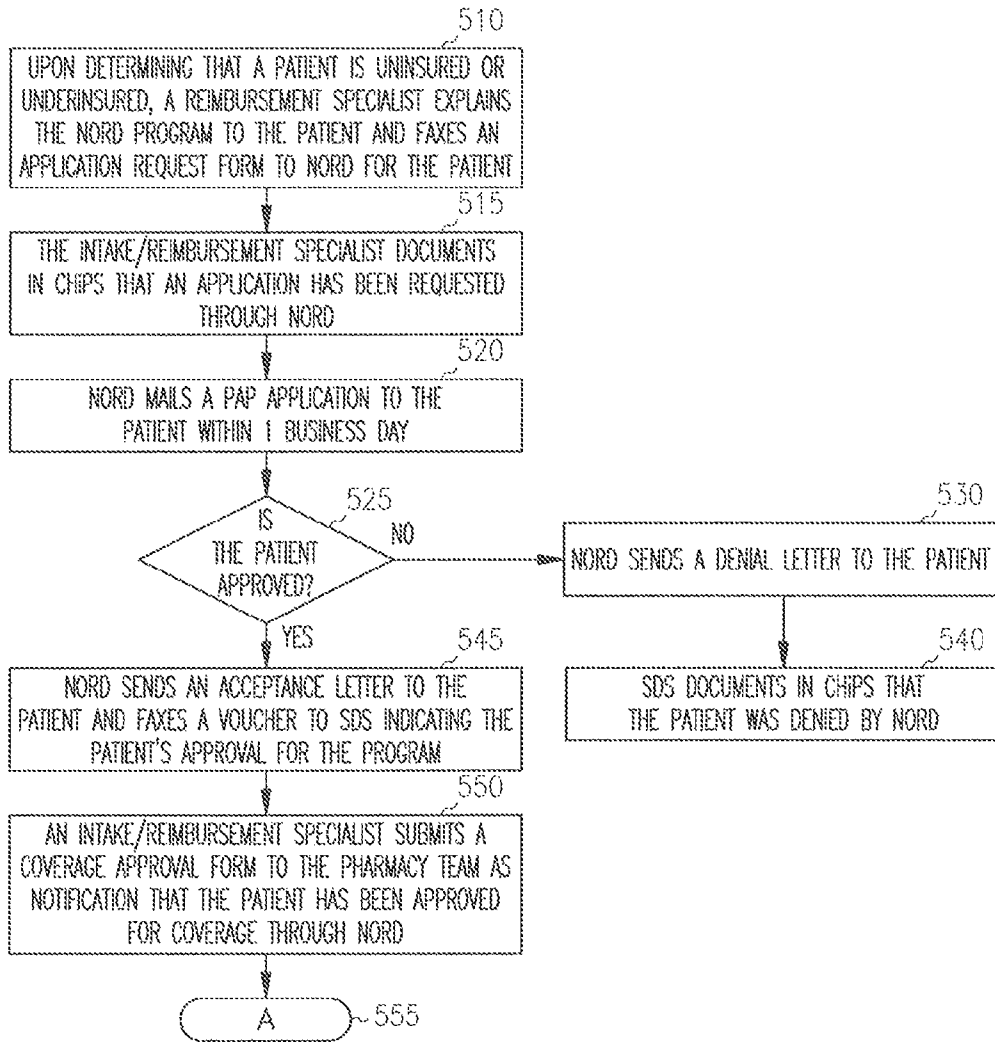 510
UPON DETERMINING THAT A PATIENT IS UNINSURED OR
UNDERINSURED, A REIMBURSEMENT SPECIALIST EXPLAINS
THE NORD PROGRAM TO THE PATIENT AND FAXES AN
APPLICATION REQUEST FORM TO NORD FOR THE PATIENT
515
THE INTAKE/REIMBURSEMENT SPECIALIST DOCUMENTS
IN CHIPS THAT AN APPLICATION HAS BEEN REQUESTED
THROUGH NORD
520
NORD MAILS A PAP APPLICATION TO THE
PATIENT WITHIN 1 BUSINESS DAY
525
IS
THE PATIENT
APPROVED?
NO
530
NORD SENDS A DENIAL LETTER TO THE PATIENT
540
SDS DOCUMENTS IN CHIPS THAT
THE PATIENT WAS DENIED BY NORD
YES
545
NORD SENDS AN ACCEPTANCE LETTER TO THE
PATIENT AND FAXES A VOUCHER TO SDS INDICATING THE
PATIENT'S APPROVAL FOR THE PROGRAM
550
AN INTAKE/REIMBURSEMENT SPECIALIST SUBMITS A
COVERAGE APPROVAL FORM TO THE PHARMACY TEAM AS
NOTIFICATION THAT THE PATIENT HAS BEEN APPROVED
FOR COVERAGE THROUGH NORD
A
555